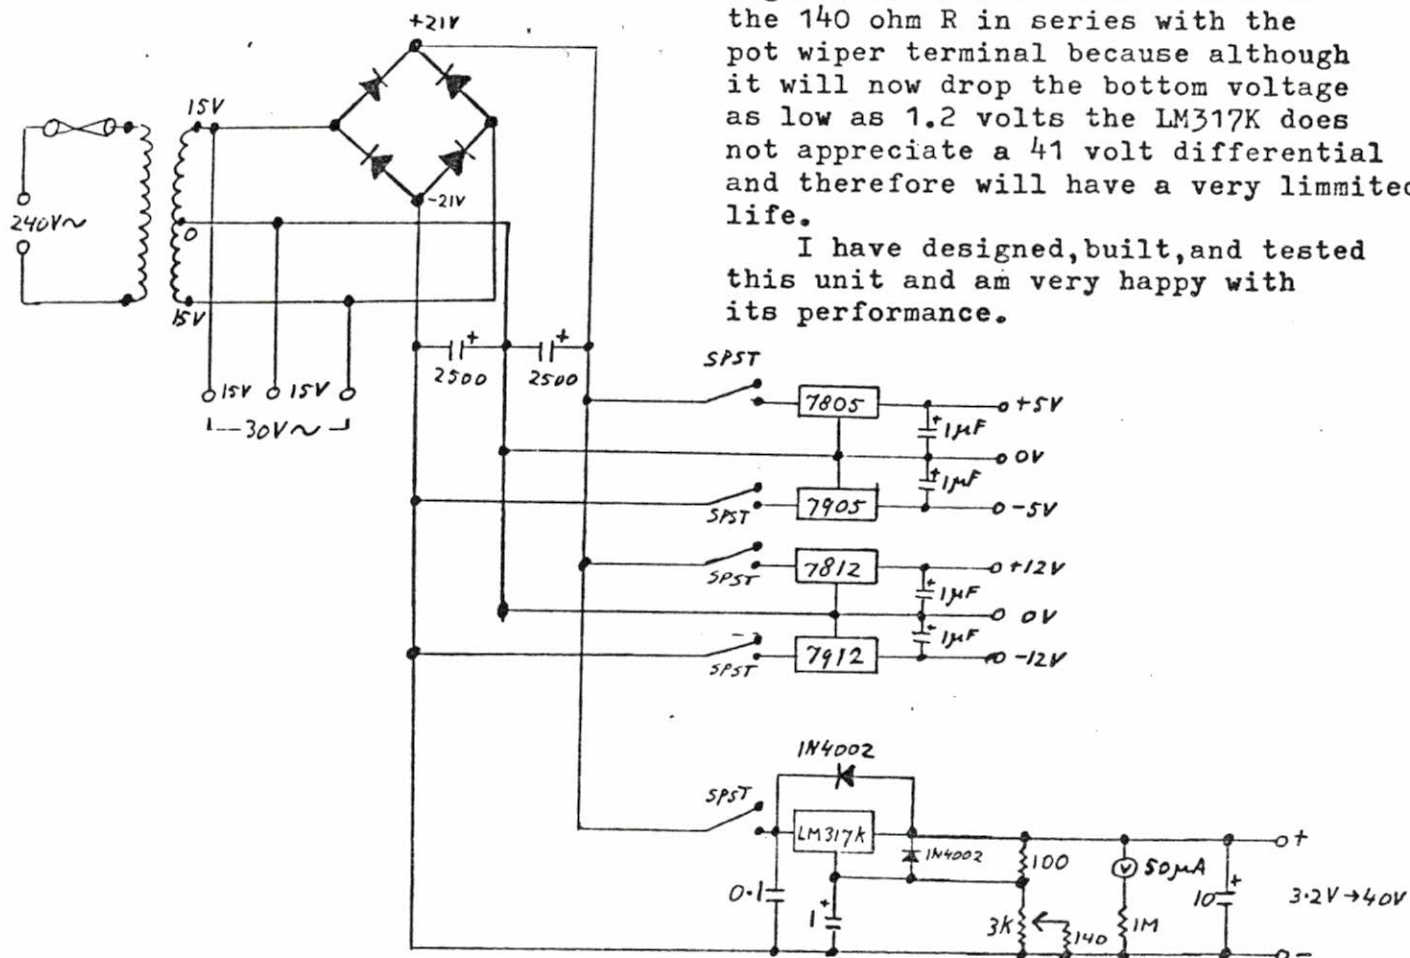 the 140 ohm R in series with the
pot wiper terminal because although
it will now drop the bottom voltage
as low as 1.2 volts the LM317K does
not appreciate a 41 volt differential
and therefore will have a very limmited
life.
I have designed,built,and tested
this unit and am very happy with
its performance.
+21V
15V
240V~
-21V
0
15V
+ +
2500 2500
15V 15V
30V~
SPST
7805
+5V
+ 1µF
0V
+ 1µF
SPST
7905
-5V
SPST
7812
+12V
+ 1µF
0V
+ 1µF
SPST
7912
-12V
1N4002
SPST
LM317K
1N4002
100
50µA
V
+
0.1
1 +
3K
140
1M
10 +
3.2V→40V
-